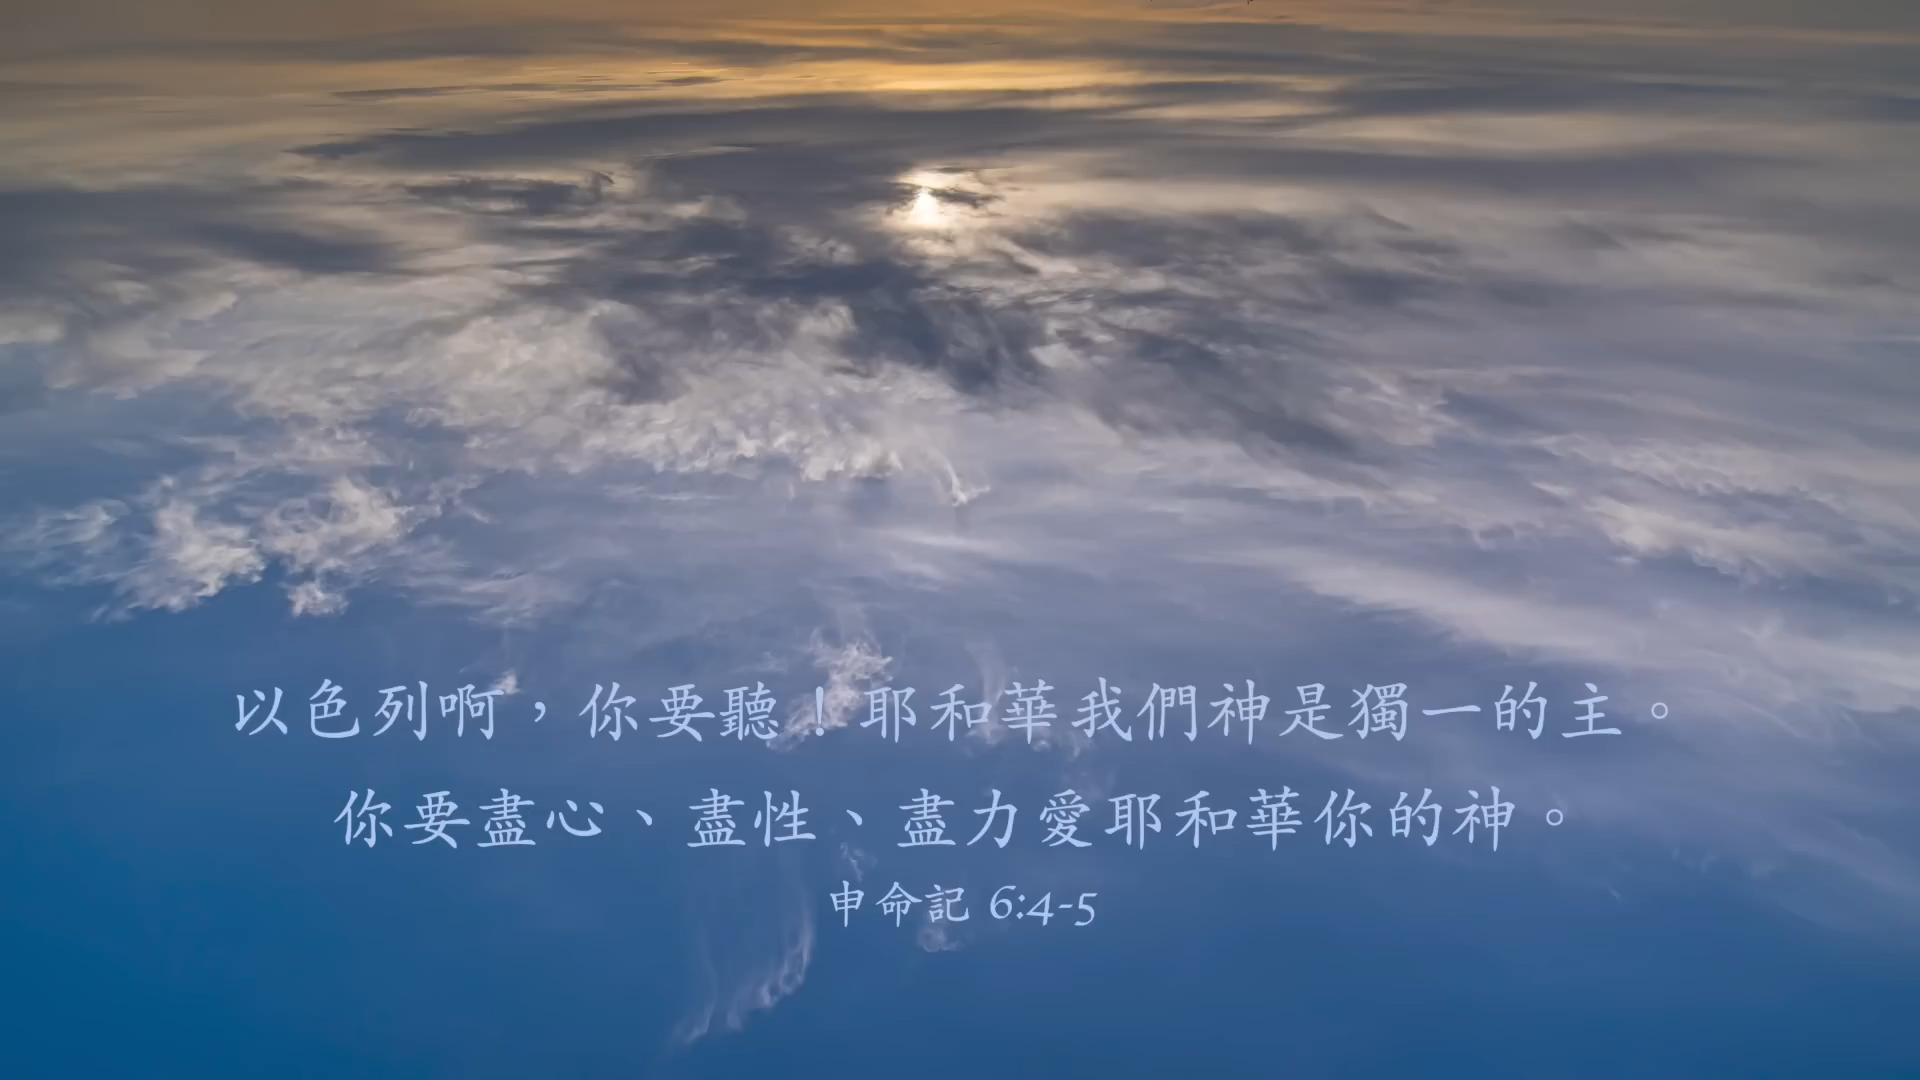 以色列啊，你要聽！耶和華我們神是獨一的主。
你要盡心、盡性、盡力愛耶和華你的神。
申命記 6:4-5